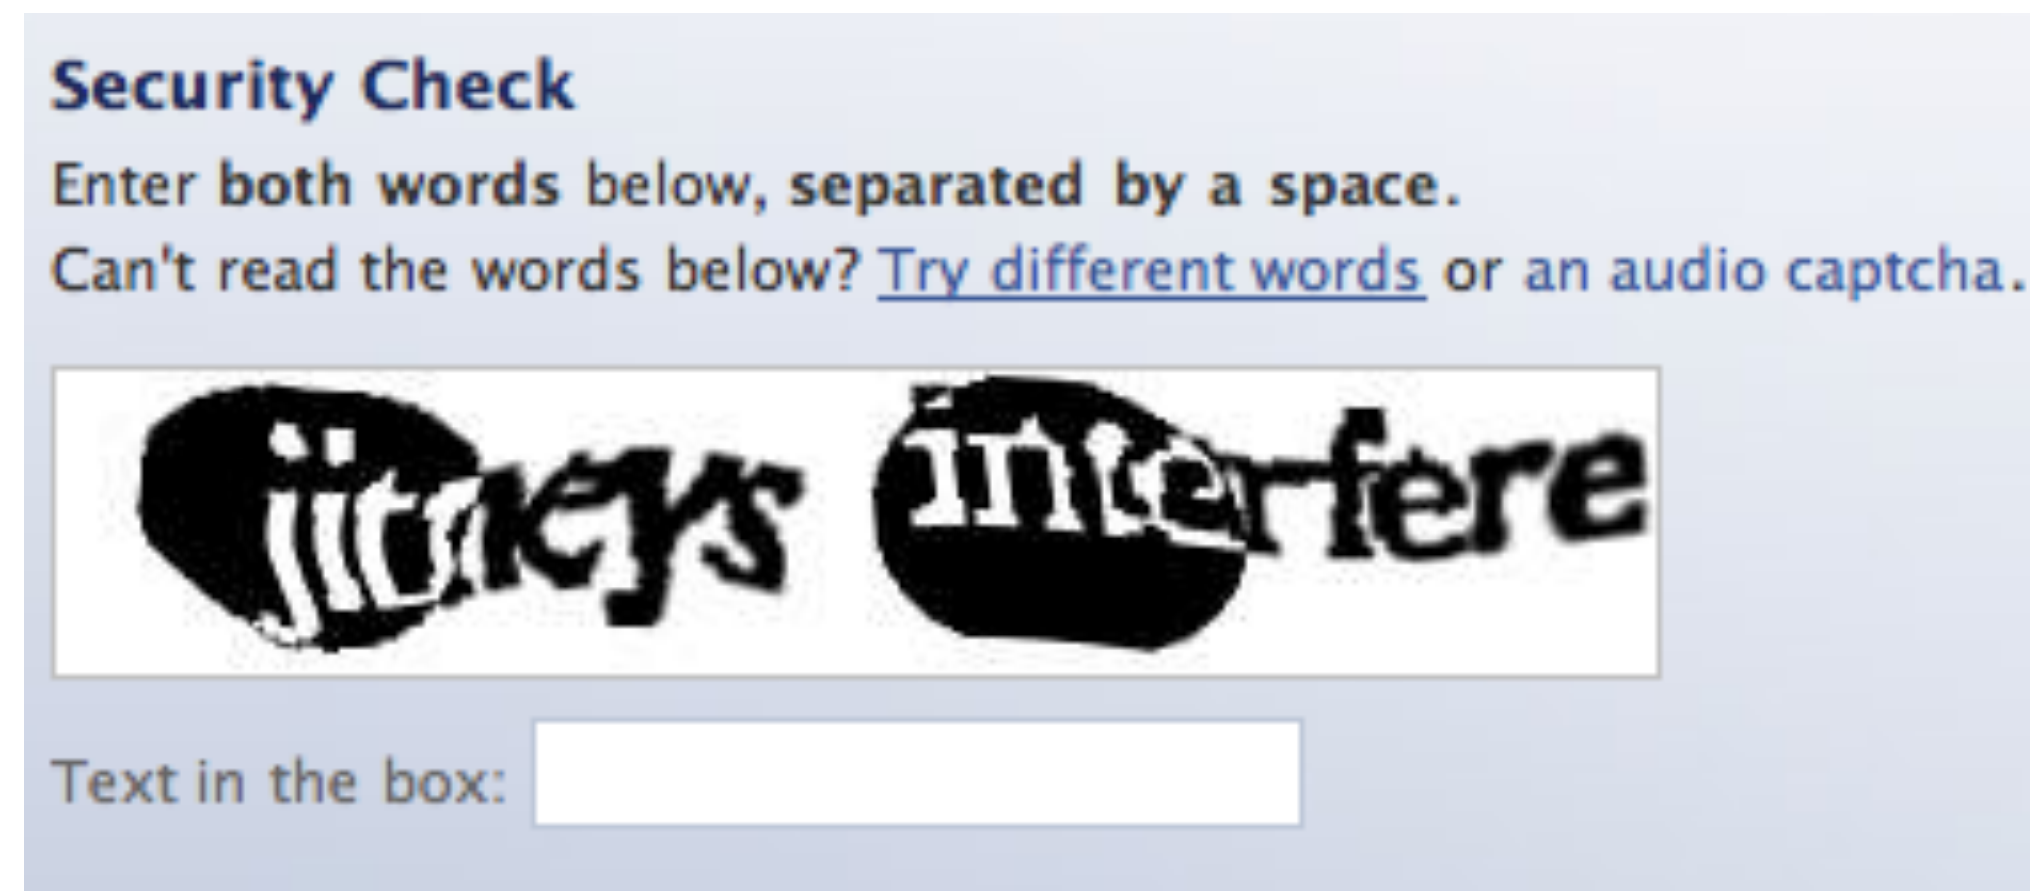 Security Check
Enter both words below, separated by a space.
Can't read the words below? Try different words or an audio captcha.
jitneys interfere
Text in the box: